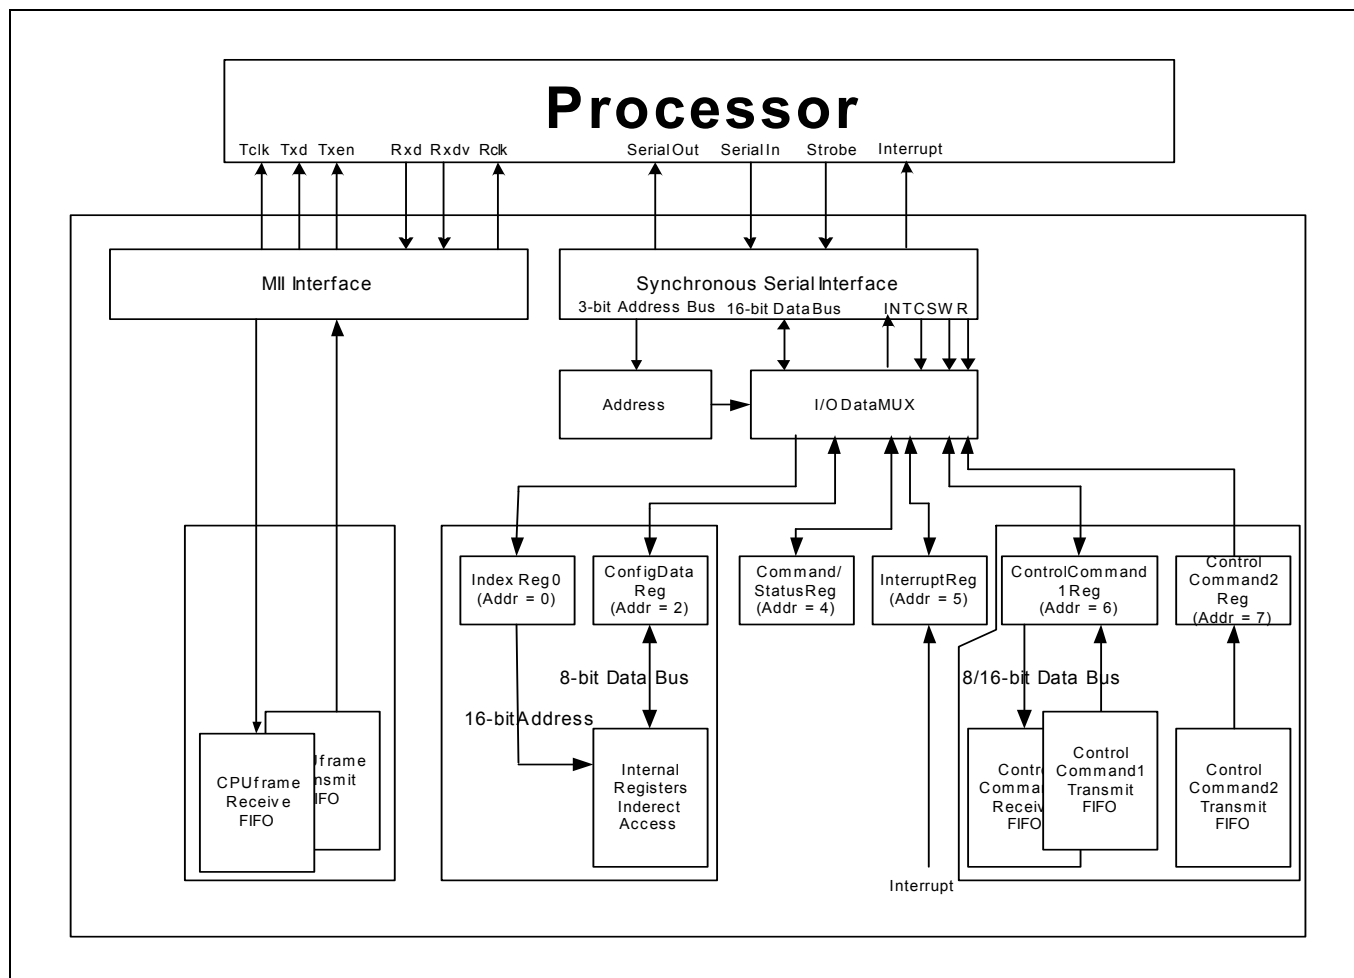 Processor
Tclk Txd Txen Rxd Rxdv Rclk SerialOut SerialIn Strobe Interrupt
MII Interface
Synchronous Serial Interface
3-bit Address Bus 16-bit DataBus INT CS W R
Address
I/O DataMUX
Index Reg0
(Addr = 0)
ConfigData
Reg
(Addr = 2)
Command/
StatusReg
(Addr = 4)
InterruptReg
(Addr = 5)
ControlCommand
1Reg
(Addr = 6)
Control
Command2
Reg
(Addr = 7)
8-bit Data Bus
8/16-bit Data Bus
16-bit Address
CPUframe
Receive
FIFO
Internal
Registers
Inderect
Access
Control
Command1
Transmit
FIFO
Control
Command2
Transmit
FIFO
Interrupt